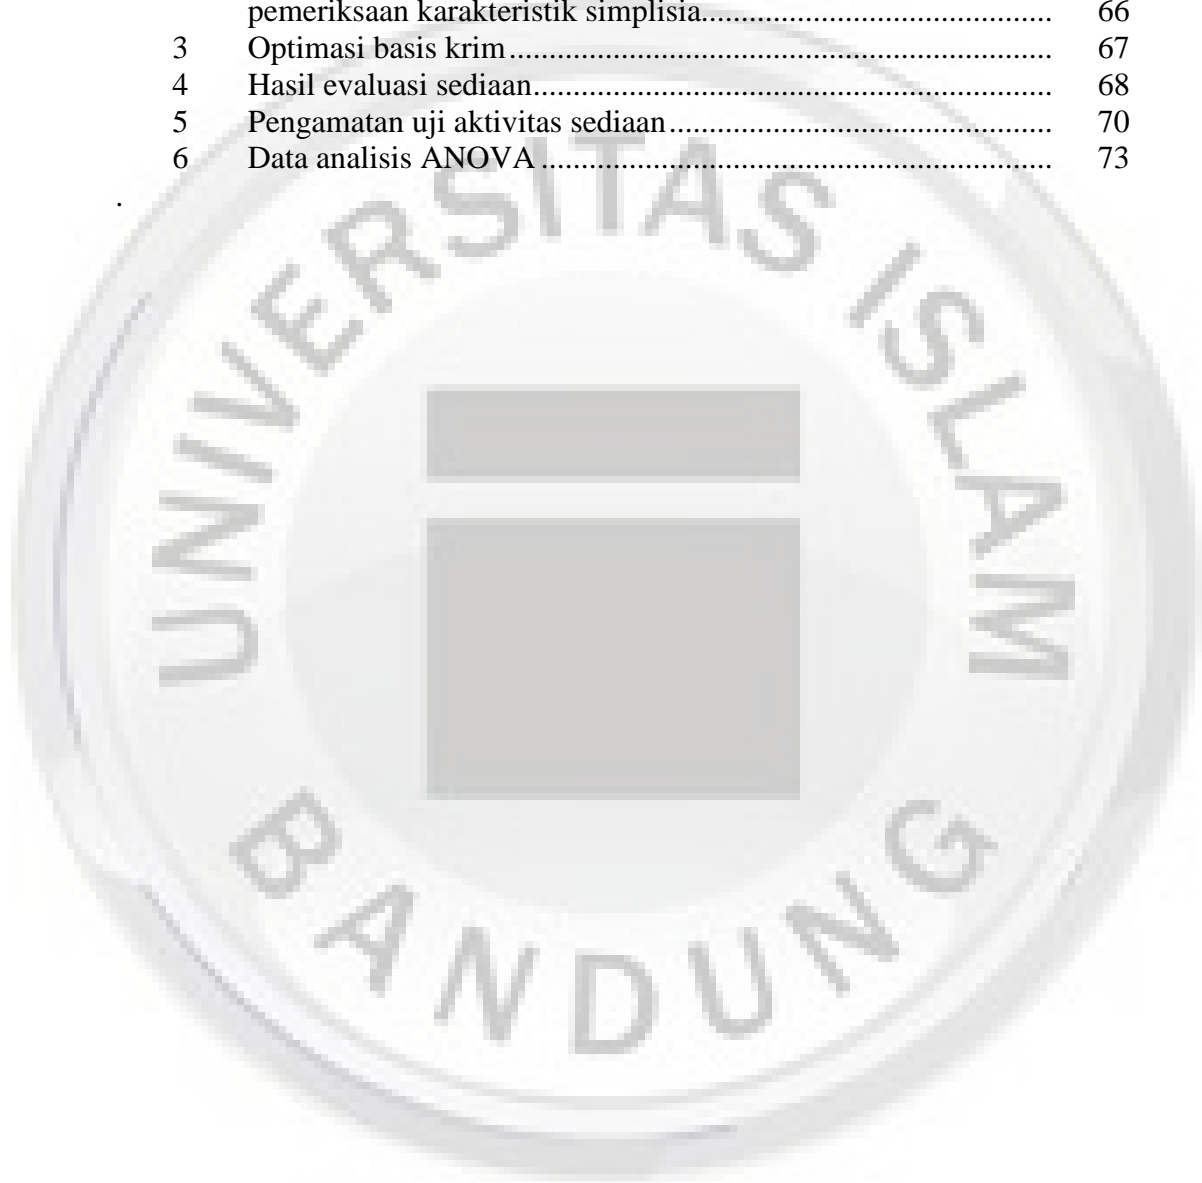 pemeriksaan karakteristik simplisia............................................ 66
3 Optimasi basis krim.................................................................... 67
4 Hasil evaluasi sediaan................................................................. 68
5 Pengamatan uji aktivitas sediaan................................................ 70
6 Data analisis ANOVA................................................................ 73
.
UNIVERSITAS ISLAM
BANDUNG